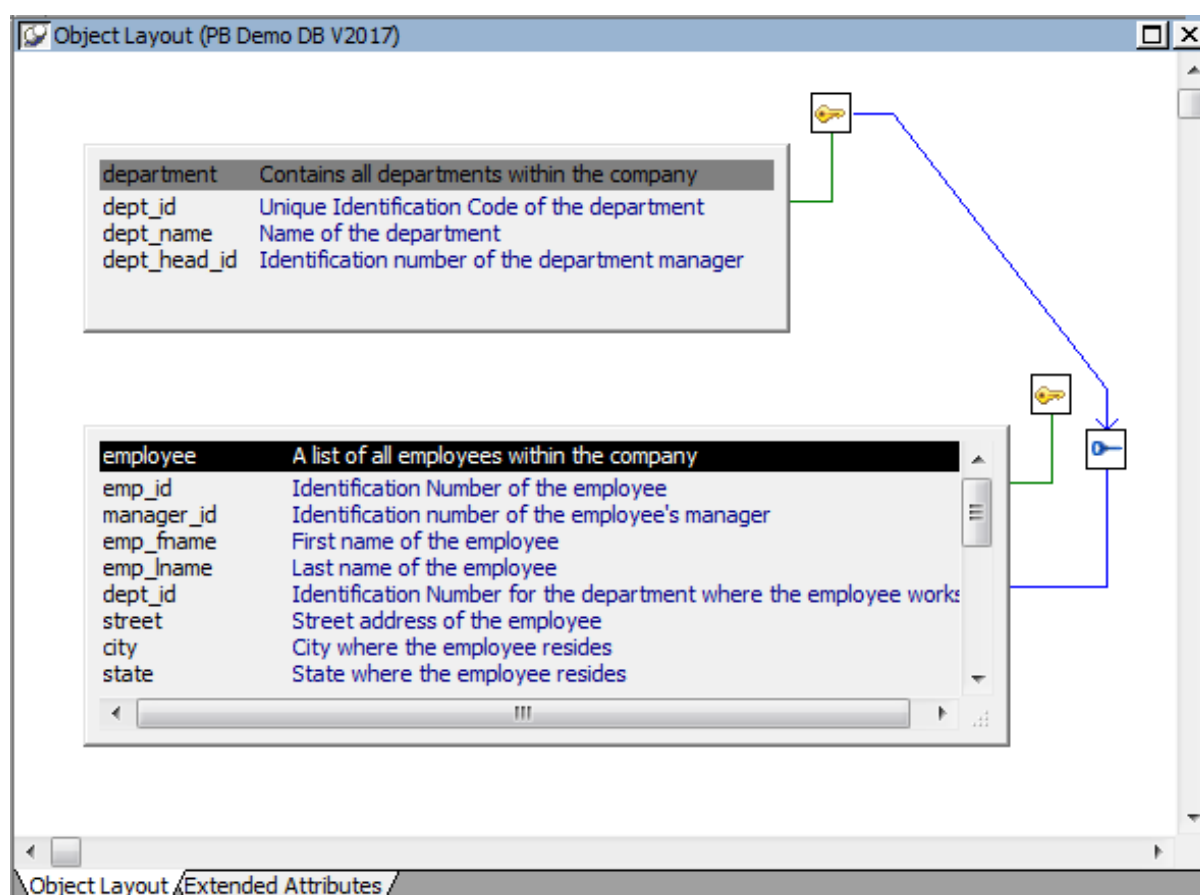 Object Layout (PB Demo DB V2017)
department Contains all departments within the company
dept_id Unique Identification Code of the department
dept_name Name of the department
dept_head_id Identification number of the department manager
employee A list of all employees within the company
emp_id Identification Number of the employee
manager_id Identification number of the employee's manager
emp_fname First name of the employee
emp_lname Last name of the employee
dept_id Identification Number for the department where the employee works
street Street address of the employee
city City where the employee resides
state State where the employee resides
Object Layout Extended Attributes